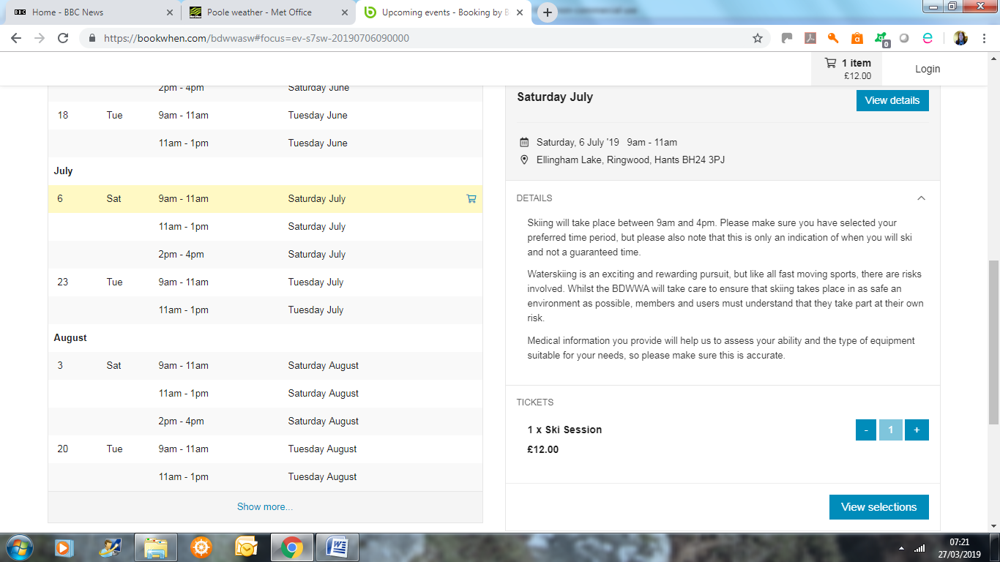 Home - BBC News
Poole weather - Met Office
Upcoming events - Booking by B
https://bookwhen.com/bdwwasw#focus=ev-s7sw-20190706090000
0
1 item
£12.00
Login
2pm - 4pm Saturday June
18 Tue 9am - 11am Tuesday June
11am - 1pm Tuesday June
July
6 Sat 9am - 11am Saturday July
11am - 1pm Saturday July
2pm - 4pm Saturday July
23 Tue 9am - 11am Tuesday July
11am - 1pm Tuesday July
August
3 Sat 9am - 11am Saturday August
11am - 1pm Saturday August
2pm - 4pm Saturday August
20 Tue 9am - 11am Tuesday August
11am - 1pm Tuesday August
Show more...
Saturday July
View details
Saturday, 6 July '19 9am - 11am
Ellingham Lake, Ringwood, Hants BH24 3PJ
DETAILS
Skiing will take place between 9am and 4pm. Please make sure you have selected your
preferred time period, but please also note that this is only an indication of when you will ski
and not a guaranteed time.
Waterskiing is an exciting and rewarding pursuit, but like all fast moving sports, there are risks
involved. Whilst the BDWWA will take care to ensure that skiing takes place in as safe an
environment as possible, members and users must understand that they take part at their own
risk.
Medical information you provide will help us to assess your ability and the type of equipment
suitable for your needs, so please make sure this is accurate.
TICKETS
1 x Ski Session
- 1 +
£12.00
View selections
07:21
27/03/2019